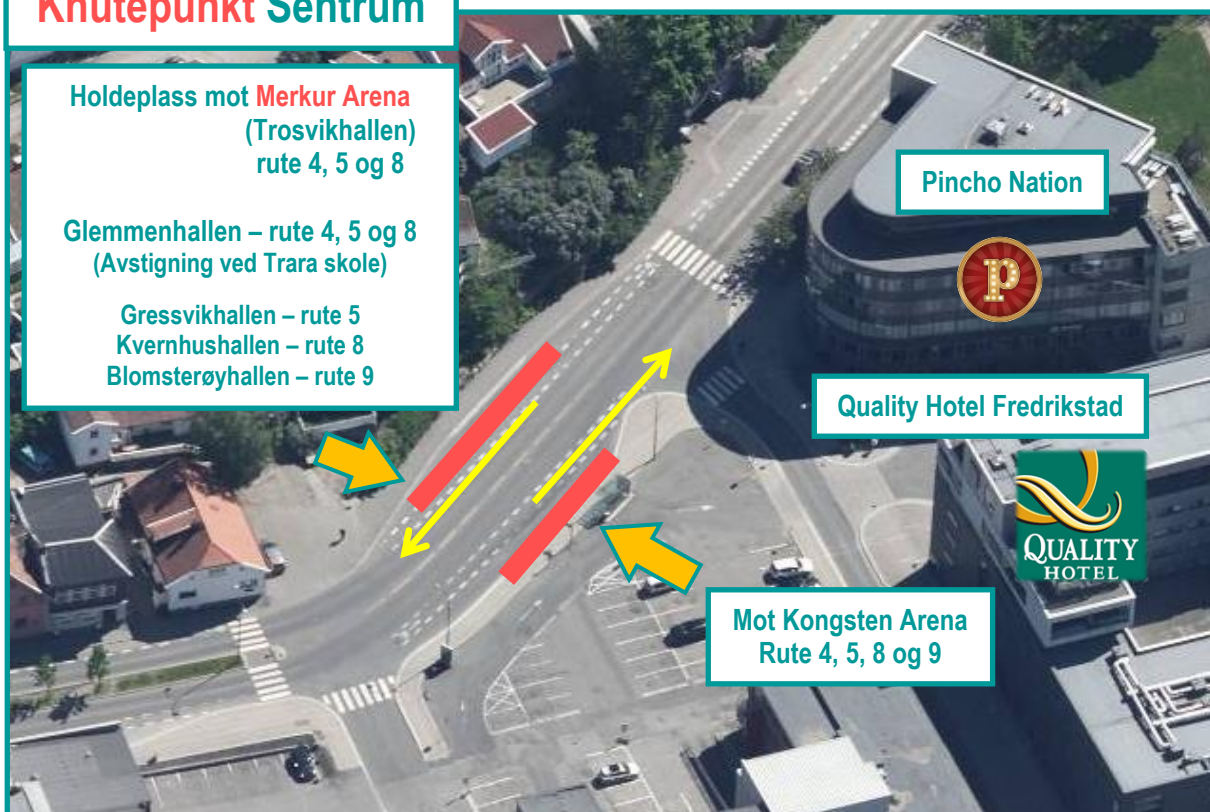 Knutepunkt Sentrum
Holdeplass mot Merkur Arena
(Trosvikhallen)
rute 4, 5 og 8
Glemmenhallen – rute 4, 5 og 8
(Avstigning ved Trara skole)
Gressvikhallen – rute 5
Kvernhushallen – rute 8
Blomsterøyhallen – rute 9
Pincho Nation
p
Quality Hotel Fredrikstad
QUALITY
HOTEL
Mot Kongsten Arena
Rute 4, 5, 8 og 9